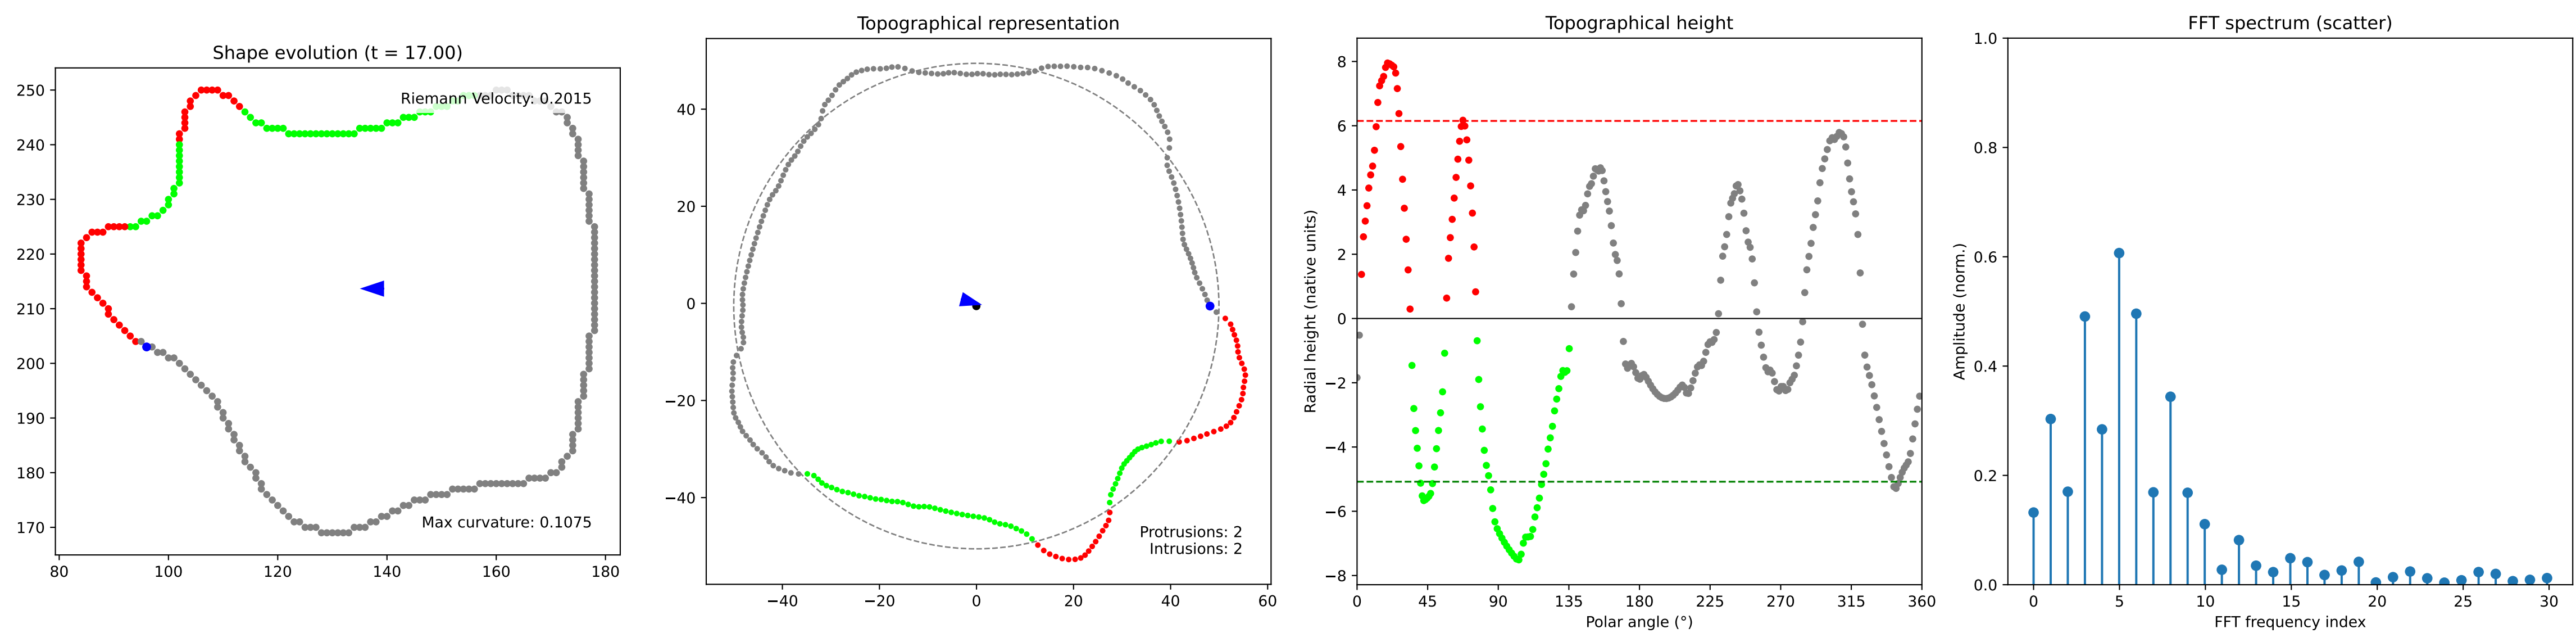 Shape evolution (t = 17.00)
Riemann Velocity: 0.2015
Max curvature: 0.1075
250
240
230
220
210
200
190
180
170
80 100 120 140 160 180
Topographical representation
40
20
0
−20
−40
−40 −20 0 20 40 60
Protrusions: 2
Intrusions: 2
Topographical height
Radial height (native units)
8
6
4
2
0
−2
−4
−6
−8
0 45 90 135 180 225 270 315 360
Polar angle (°)
FFT spectrum (scatter)
Amplitude (norm.)
1.0
0.8
0.6
0.4
0.2
0.0
0 5 10 15 20 25 30
FFT frequency index